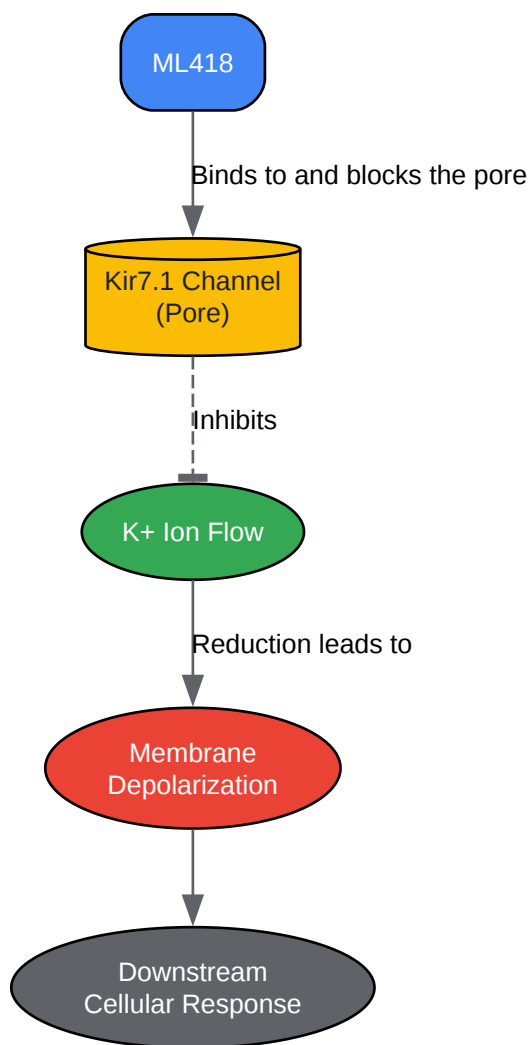 ML418
Binds to and blocks the pore
Kir7.1 Channel
(Pore)
Inhibits
K+ Ion Flow
Reduction leads to
Membrane
Depolarization
Downstream
Cellular Response